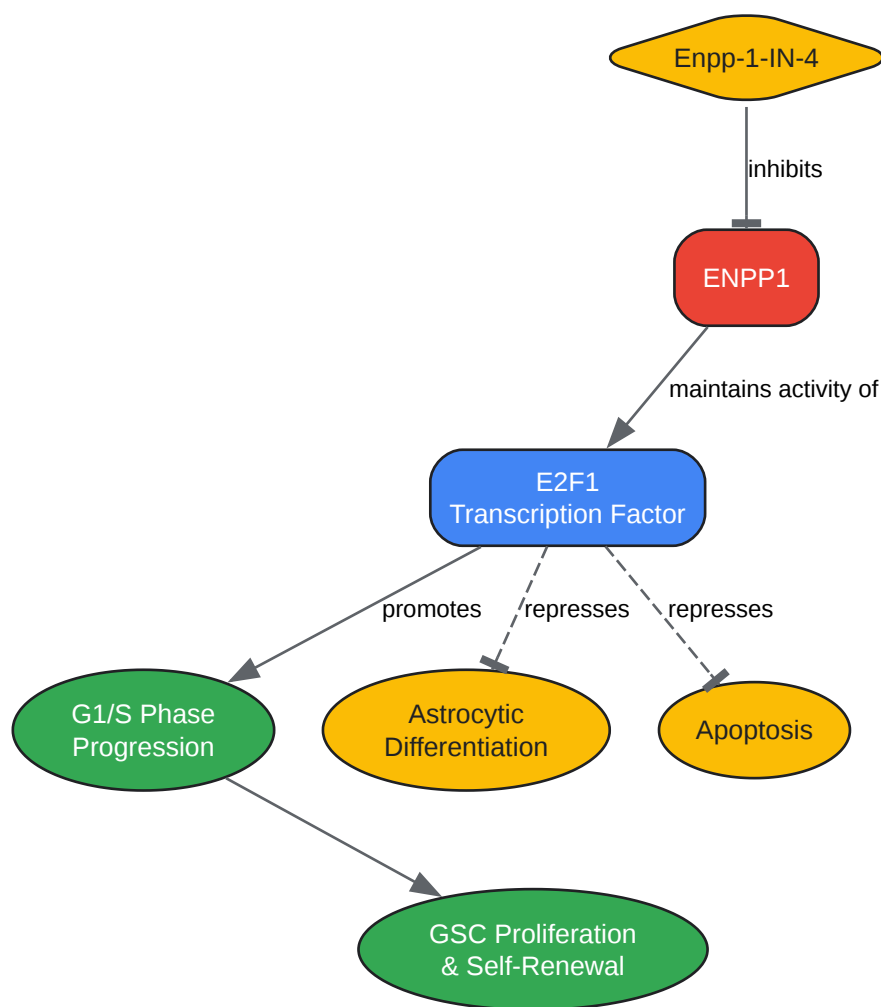 Enpp-1-IN-4
inhibits
ENPP1
maintains activity of
E2F1
Transcription Factor
promotes
represses
represses
G1/S Phase
Progression
Astrocytic
Differentiation
Apoptosis
GSC Proliferation
& Self-Renewal